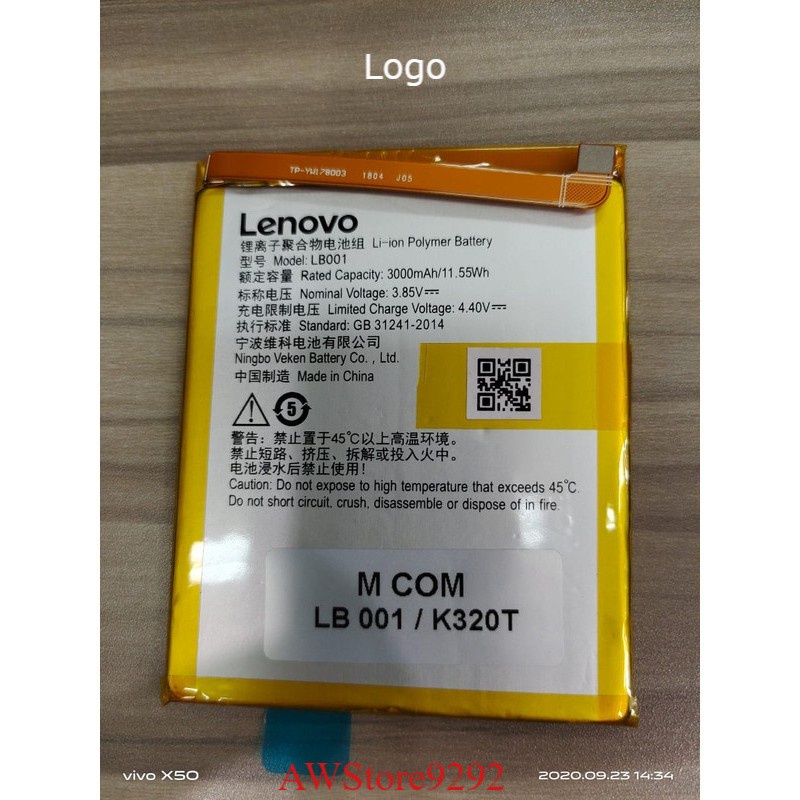 Logo
TP-YW178003 1804 J05
Lenovo
锂离子聚合物电池组 Li-ion Polymer Battery
型号 Model: LB001
额定容量 Rated Capacity: 3000mAh/11.55Wh
标称电压 Nominal Voltage: 3.85V⎓
充电限制电压 Limited Charge Voltage: 4.40V⎓
执行标准 Standard: GB 31241-2014
宁波维科电池有限公司
Ningbo Veken Battery Co. , Ltd.
中国制造 Made in China
5
警告: 禁止置于45℃以上高温环境。
禁止短路、挤压、拆解或投入火中。
电池浸水后禁止使用!
Caution: Do not expose to high temperature that exceeds 45℃.
Do not short circuit, crush, disassemble or dispose of in fire.
M COM
LB 001 / K320T
vivo X50
AWStore9292
2020.09.23 14:34